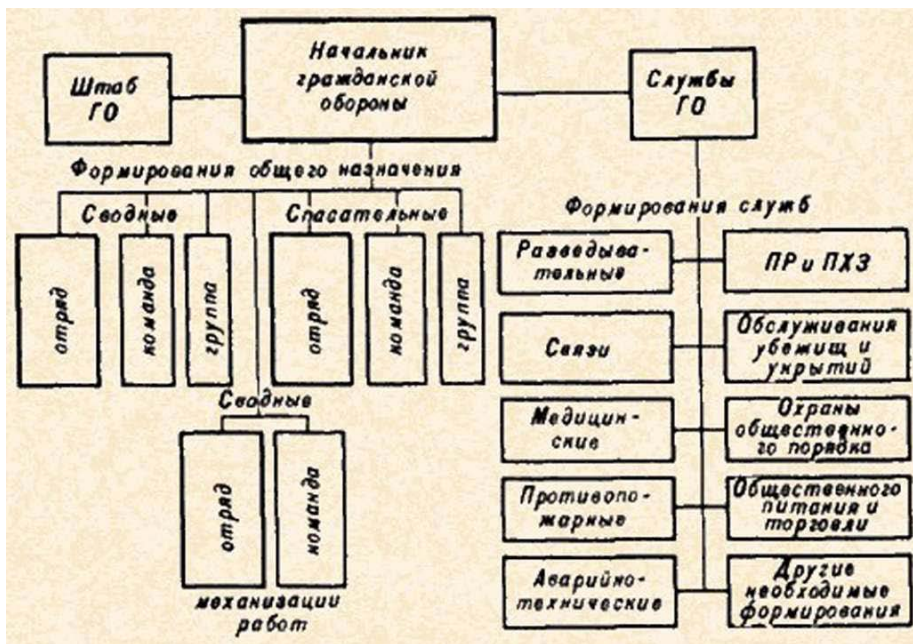 Начальник
гражданской
обороны
Штаб
ГО
Службы
ГО
Формирования общего назначения
Сводные
Спасательные
отряд
команда
группа
отряд
команда
группа
Сводные
отряд
команда
механизации
работ
Формирования служб
Разведыва-
тельные
ПР и ПХЗ
Связи
Обслуживания
убежищ и
укрытий
Медицин-
ские
Охраны
общественно-
го порядка
Противопо-
жарные
Общественного
питания и
торговли
Аварийно-
технические
Другие
необходимые
формирования